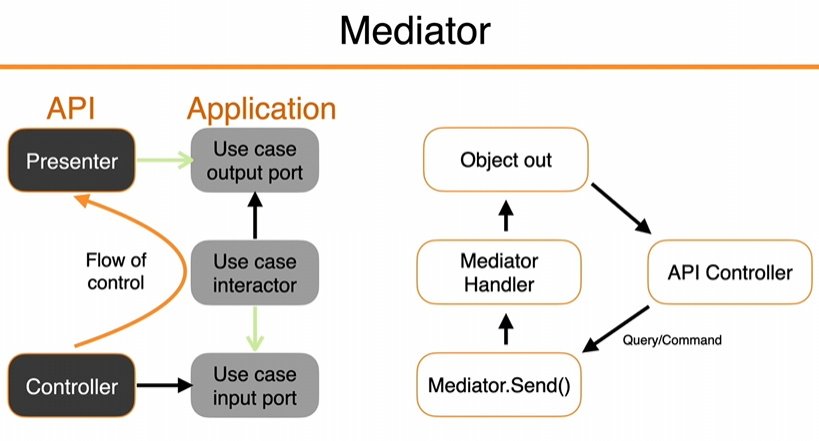 Mediator
API
Application
Presenter
Use case
output port
Flow of
control
Use case
interactor
Controller
Use case
input port
Object out
Mediator
Handler
API Controller
Query/Command
Mediator.Send()